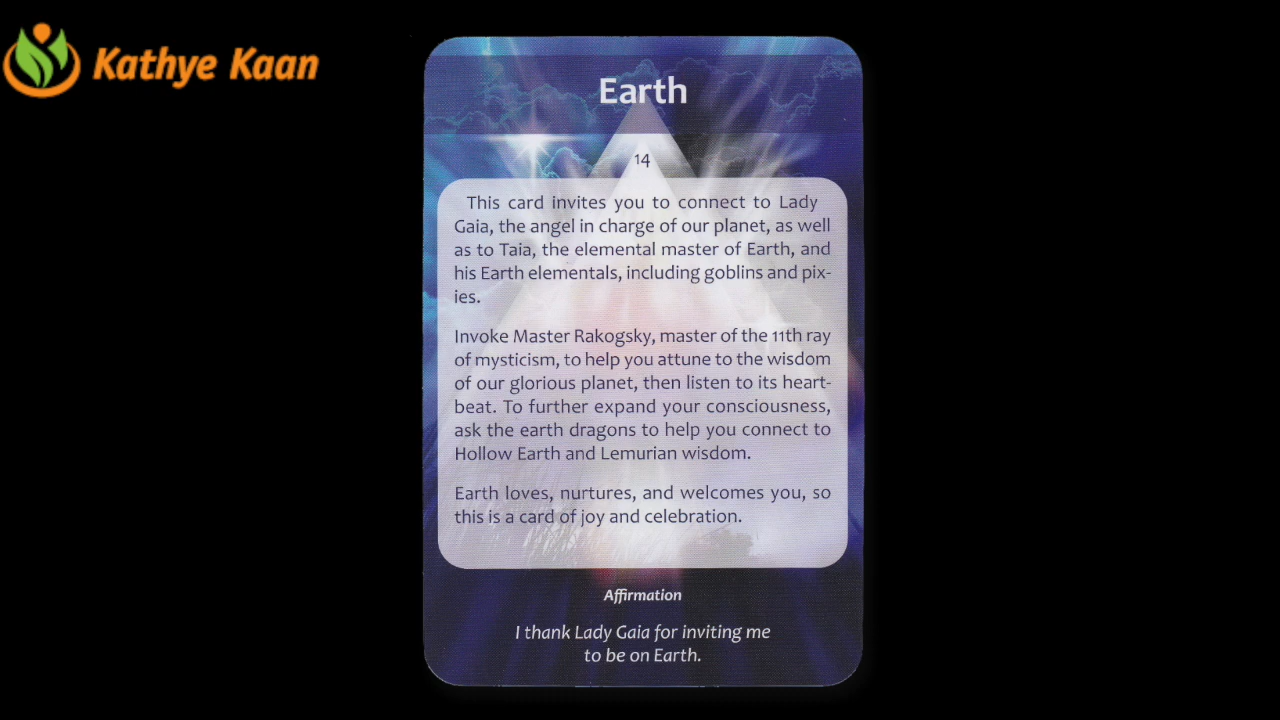 Kathye Kaan
Earth
14
This card invites you to connect to Lady
Gaia, the angel in charge of our planet, as well
as to Taia, the elemental master of Earth, and
his Earth elementals, including goblins and pix-
ies.
Invoke Master Rakogsky, master of the 11th ray
of mysticism, to help you attune to the wisdom
of our glorious planet, then listen to its heart-
beat. To further expand your consciousness,
ask the earth dragons to help you connect to
Hollow Earth and Lemurian wisdom.
Earth loves, nurtures, and welcomes you, so
this is a card of joy and celebration.
Affirmation
I thank Lady Gaia for inviting me
to be on Earth.